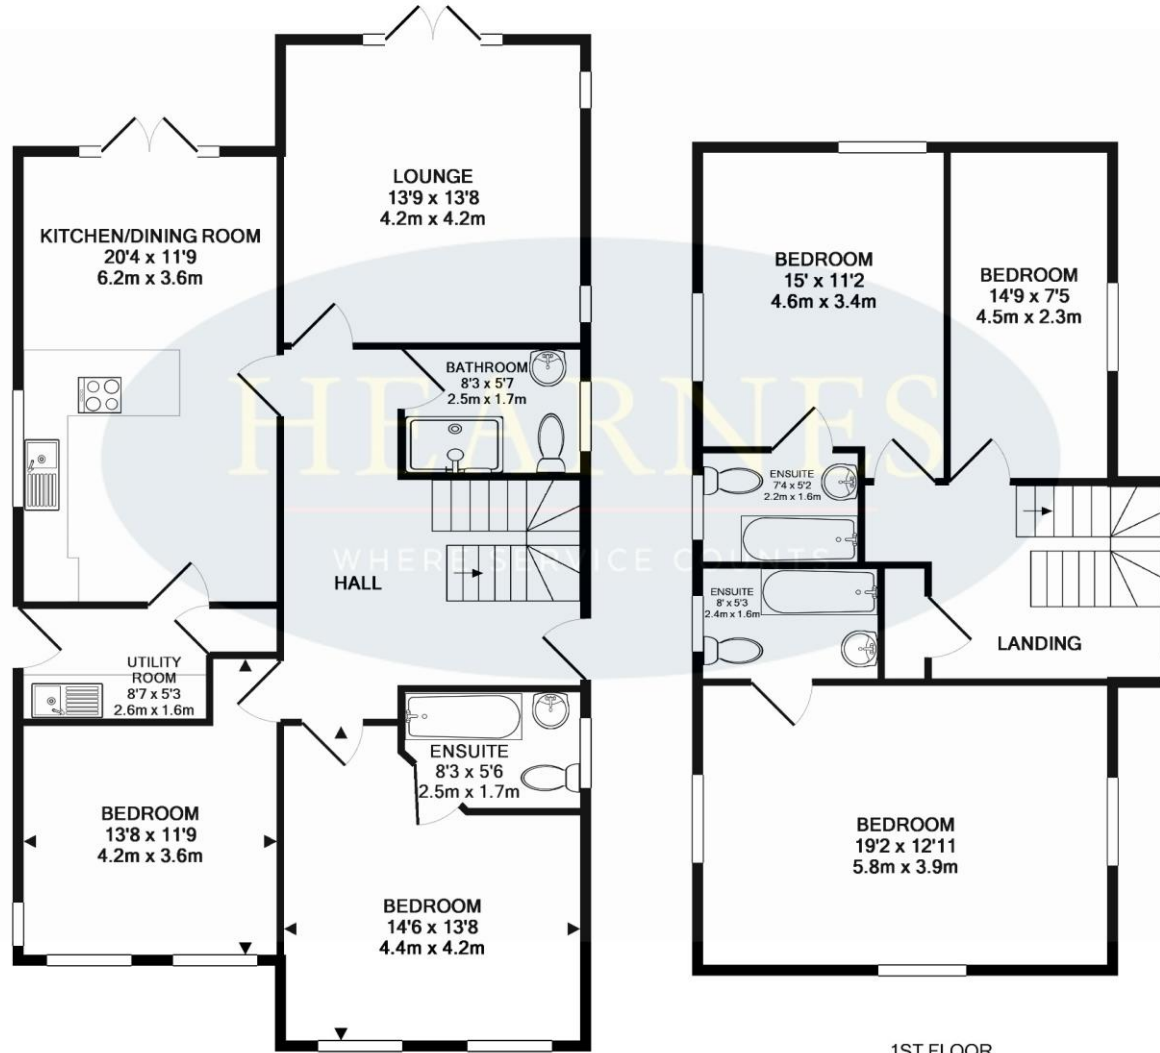 LOUNGE
13'9 x 13'8
4.2m x 4.2m
KITCHEN/DINING ROOM
20'4 x 11'9
6.2m x 3.6m
BATHROOM
8'3 x 5'7
2.5m x 1.7m
HALL
UTILITY
ROOM
8'7 x 5'3
2.6m x 1.6m
ENSUITE
8'3 x 5'6
2.5m x 1.7m
BEDROOM
13'8 x 11'9
4.2m x 3.6m
BEDROOM
14'6 x 13'8
4.4m x 4.2m
BEDROOM
15' x 11'2
4.6m x 3.4m
BEDROOM
14'9 x 7'5
4.5m x 2.3m
ENSUITE
7'4 x 5'2
2.2m x 1.6m
ENSUITE
8' x 5'3
2.4m x 1.6m
LANDING
BEDROOM
19'2 x 12'11
5.8m x 3.9m
1ST FLOOR
HEARNES
WHERE SERVICE COUNTS